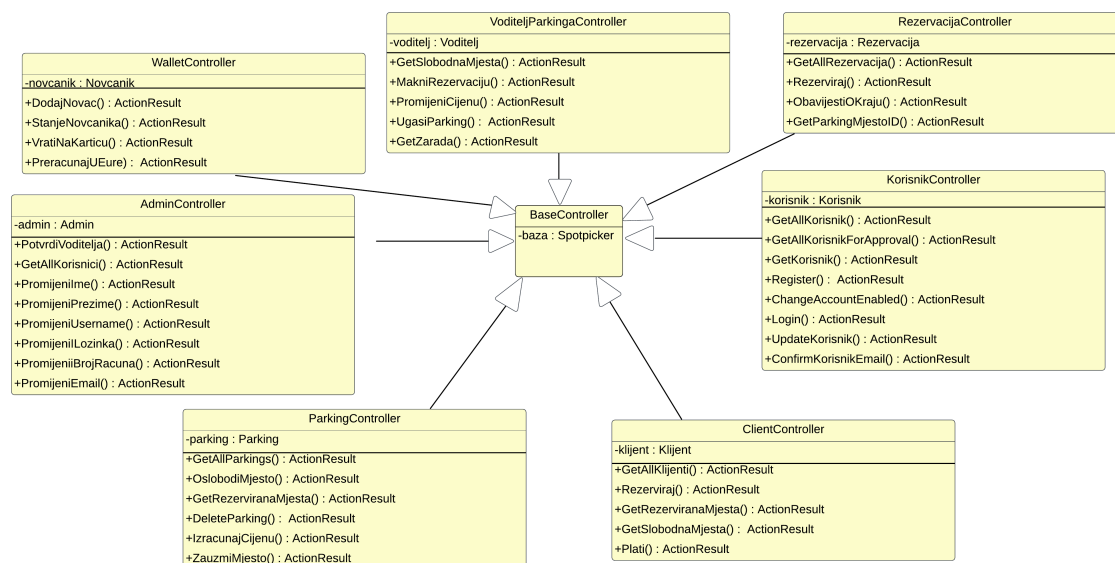 WalletController
-novcanik : Novcanik
+DodajNovac() : ActionResult
+StanjeNovcanika() : ActionResult
+VratiNaKarticu() : ActionResult
+PreracunajUEure) : ActionResult
VoditeljParkingaController
-voditelj : Voditelj
+GetSlobodnaMjesta() : ActionResult
+MakniRezervaciju() : ActionResult
+PromijeniCijenu() : ActionResult
+UgasiParking() : ActionResult
+GetZarada() : ActionResult
RezervacijaController
-rezervacija : Rezervacija
+GetAllRezervacija() : ActionResult
+Rezerviraj() : ActionResult
+ObavijestiOKraju() : ActionResult
+GetParkingMjestoID() : ActionResult
AdminController
-admin : Admin
+PotvrdiVoditelja() : ActionResult
+GetAllKorisnici() : ActionResult
+PromijeniIme() : ActionResult
+PromijeniPrezime() : ActionResult
+PromijeniUsername() : ActionResult
+PromijeniILozinka() : ActionResult
+PromijeniiBrojRacuna() : ActionResult
+PromijeniEmail() : ActionResult
BaseController
-baza : Spotpicker
KorisnikController
-korisnik : Korisnik
+GetAllKorisnik() : ActionResult
+GetAllKorisnikForApproval() : ActionResult
+GetKorisnik() : ActionResult
+Register() : ActionResult
+ChangeAccountEnabled() : ActionResult
+Login() : ActionResult
+UpdateKorisnik() : ActionResult
+ConfirmKorisnikEmail() : ActionResult
ParkingController
-parking : Parking
+GetAllParkings() : ActionResult
+OslobodiMjesto() : ActionResult
+GetRezerviranaMjesta() : ActionResult
+DeleteParking() : ActionResult
+IzracunajCijenu() : ActionResult
+ZauzmiMjesto() : ActionResult
ClientController
-klijent : Klijent
+GetAllKlijenti() : ActionResult
+Rezerviraj() : ActionResult
+GetRezerviranaMjesta() : ActionResult
+GetSlobodnaMjesta() : ActionResult
+Plati() : ActionResult